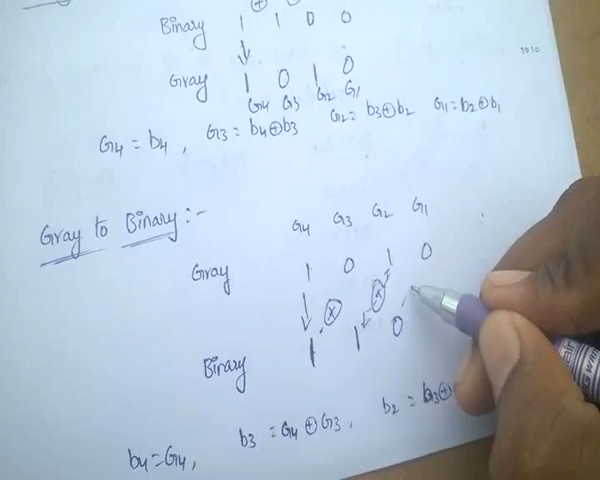 Binary 1 1 0 0
Gray 1 0 1 0
G4 G3 G2 G1
G4 = b4, G3 = b4⊕b3 G2 = b3⊕b2 G1 = b2⊕b1
Gray to Binary :-
G4 G3 G2 G1
Gray 1 0 1 0
Binary 1 1 0
b4 = G4, b3 = G4 ⊕ G3, b2 = G3⊕